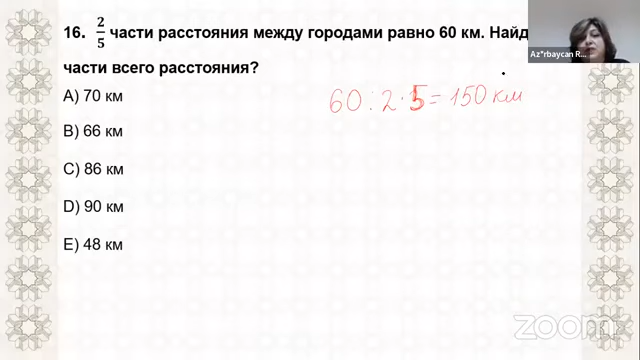 16. 2/5 части расстояния между городами равно 60 км. Найд
части всего расстояния?
A) 70 км
B) 66 км
C) 86 км
D) 90 км
E) 48 км
60 : 2 · 5 = 150 км
Az*rbaycan R...
zoom